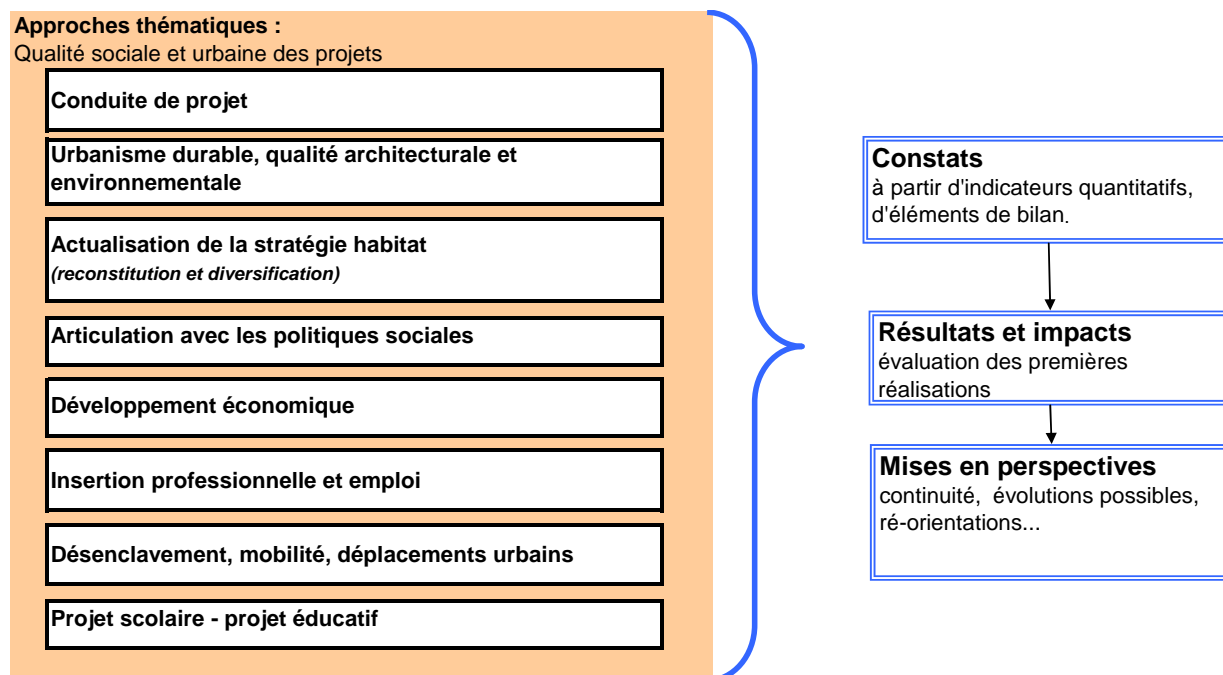 Approches thématiques :
Qualité sociale et urbaine des projets
Conduite de projet
Urbanisme durable, qualité architecturale et
environnementale
Actualisation de la stratégie habitat
(reconstitution et diversification)
Articulation avec les politiques sociales
Développement économique
Insertion professionnelle et emploi
Désenclavement, mobilité, déplacements urbains
Projet scolaire - projet éducatif
Constats
à partir d'indicateurs quantitatifs,
d'éléments de bilan.
Résultats et impacts
évaluation des premières
réalisations
Mises en perspectives
continuité, évolutions possibles,
ré-orientations...